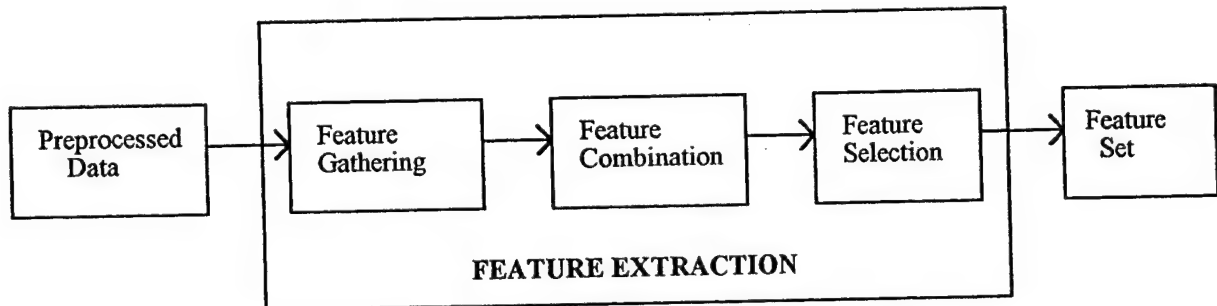 Preprocessed
Data
Feature
Gathering
Feature
Combination
Feature
Selection
Feature
Set
FEATURE EXTRACTION